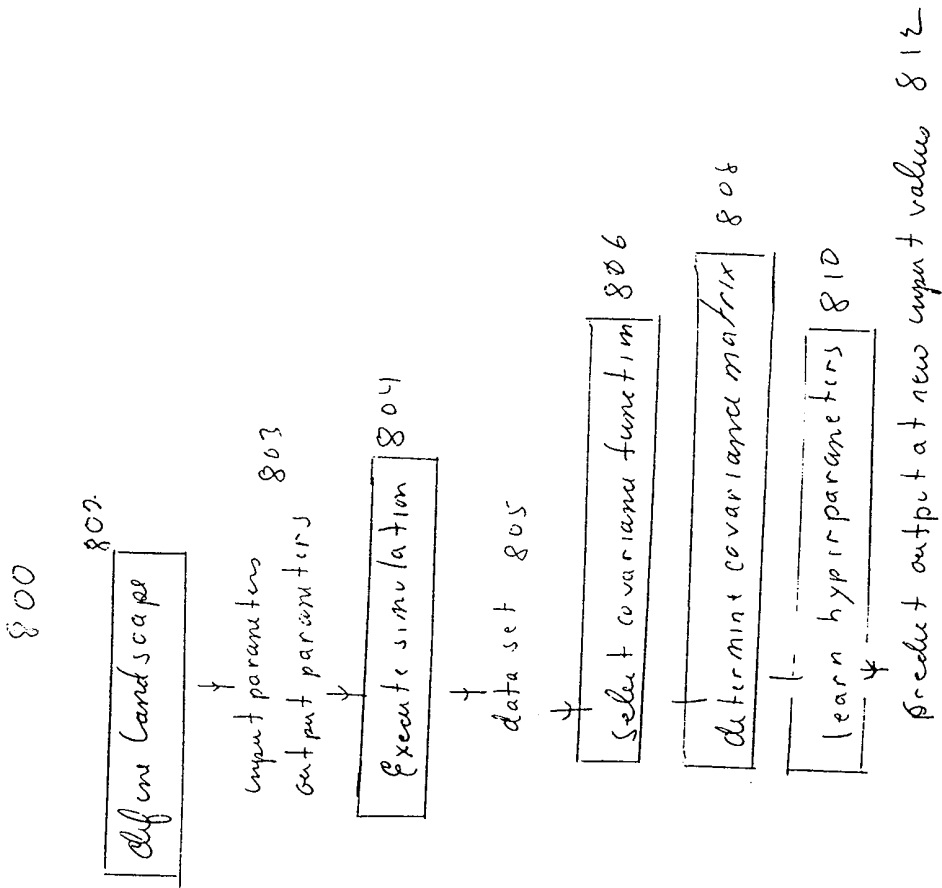 800
define landscape 802
input parameters
output parameters 803
Execute simulation 804
data set 805
select covariance function 806
determine covariance matrix 808
learn hyperparameters 810
predict output at new input values 812